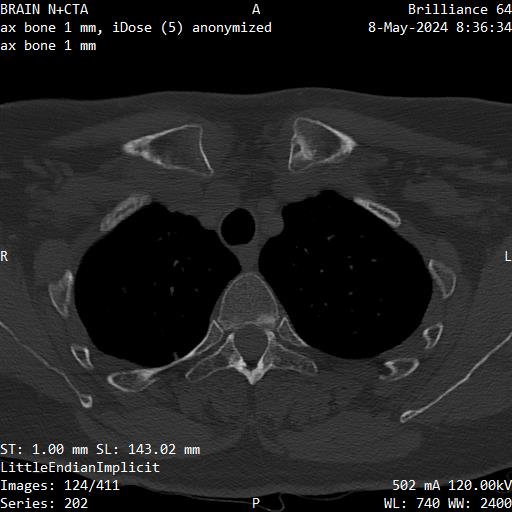 BRAIN N+CTA A Brilliance 64
ax bone 1 mm, iDose (5) anonymized 8-May-2024 8:36:34
ax bone 1 mm
R L
ST: 1.00 mm SL: 143.02 mm
LittleEndianImplicit
Images: 124/411 502 mA 120.00kV
Series: 202 P WL: 740 WW: 2400